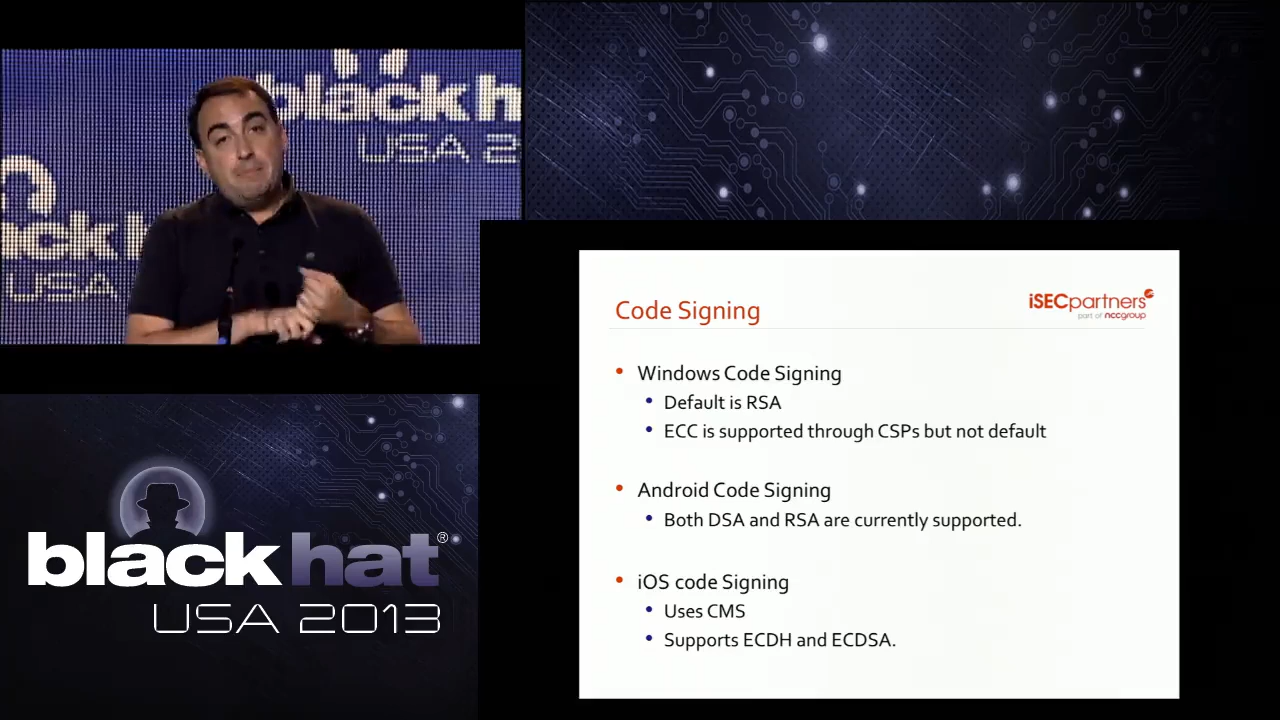 black h
USA 2
ack h
USA
Code Signing
iSECpartners
part of nccgroup
• Windows Code Signing
• Default is RSA
• ECC is supported through CSPs but not default
• Android Code Signing
• Both DSA and RSA are currently supported.
• iOS code Signing
• Uses CMS
• Supports ECDH and ECDSA.
black hat®
USA 2013